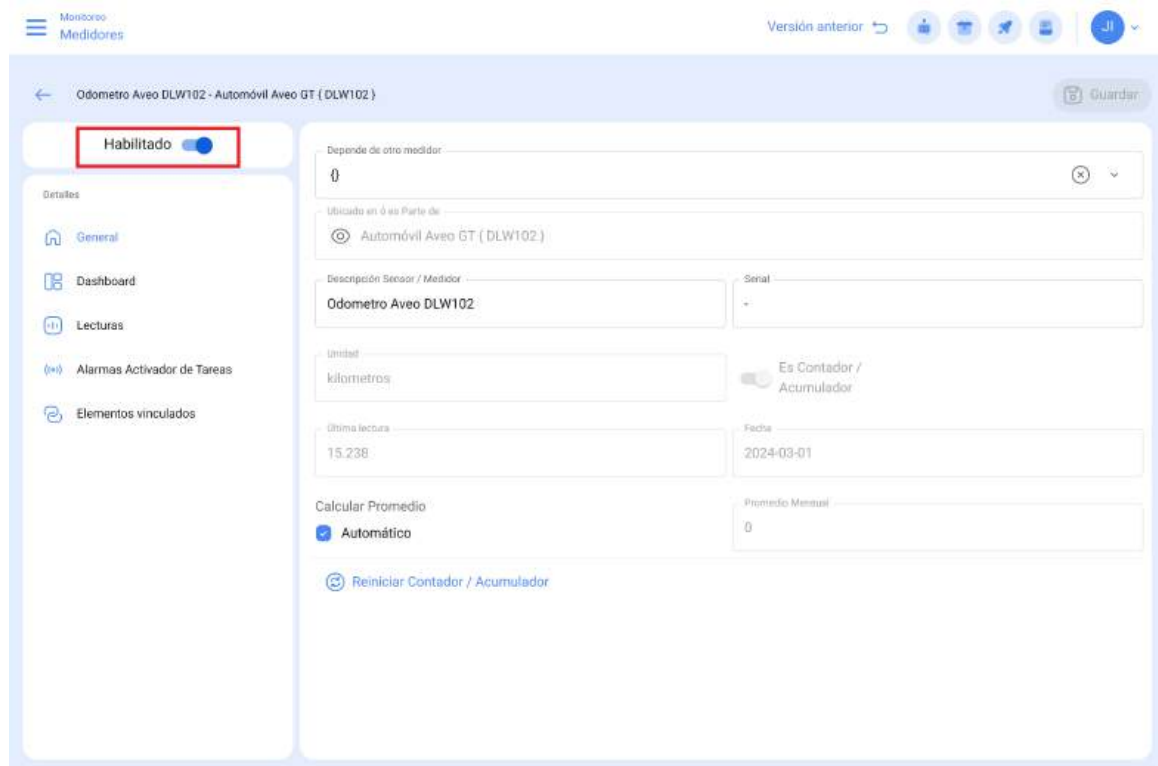 Monitoreo
Medidores
Versión anterior
JI
Odometro Aveo DLW102 - Automóvil Aveo GT ( DLW102 )
Guardar
Habilitado
Detalles
General
Dashboard
Lecturas
Alarmas Activador de Tareas
Elementos vinculados
Depende de otro medidor
{}
Ubicado en ó es Parte de
Automóvil Aveo GT ( DLW102 )
Descripción Sensor / Medidor
Odometro Aveo DLW102
Serial
-
Unidad
kilometros
Es Contador /
Acumulador
Última lectura
15.238
Fecha
2024-03-01
Calcular Promedio
Automático
Promedio Mensual
0
Reiniciar Contador / Acumulador